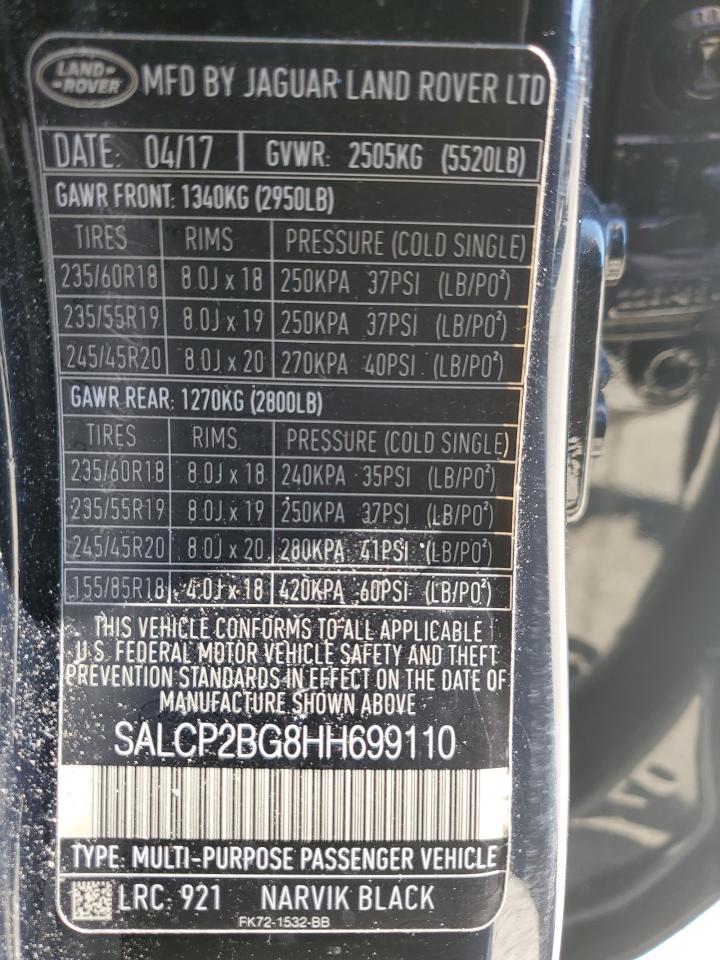 LAND-
-ROVER
MFD BY JAGUAR LAND ROVER LTD
DATE: 04/17 GVWR: 2505KG (5520LB)
GAWR FRONT: 1340KG (2950LB)
TIRES RIMS PRESSURE (COLD SINGLE)
235/60R18 8.0J x 18 250KPA 37PSI (LB/PO²)
235/55R19 8.0J x 19 250KPA 37PSI (LB/PO²)
245/45R20 8.0J x 20 270KPA 40PSI (LB/PO²)
GAWR REAR: 1270KG (2800LB)
TIRES RIMS PRESSURE (COLD SINGLE)
235/60R18 8.0J x 18 240KPA 35PSI (LB/PO²)
235/55R19 8.0J x 19 250KPA 37PSI (LB/PO²)
245/45R20 8.0J x 20 280KPA 41PSI (LB/PO²)
155/85R18 4.0J x 18 420KPA 60PSI (LB/PO²)
THIS VEHICLE CONFORMS TO ALL APPLICABLE
U.S. FEDERAL MOTOR VEHICLE SAFETY AND THEFT
PREVENTION STANDARDS IN EFFECT ON THE DATE OF
MANUFACTURE SHOWN ABOVE
SALCP2BG8HH699110
TYPE: MULTI-PURPOSE PASSENGER VEHICLE
LRC: 921 NARVIK BLACK
FK72-1532-BB